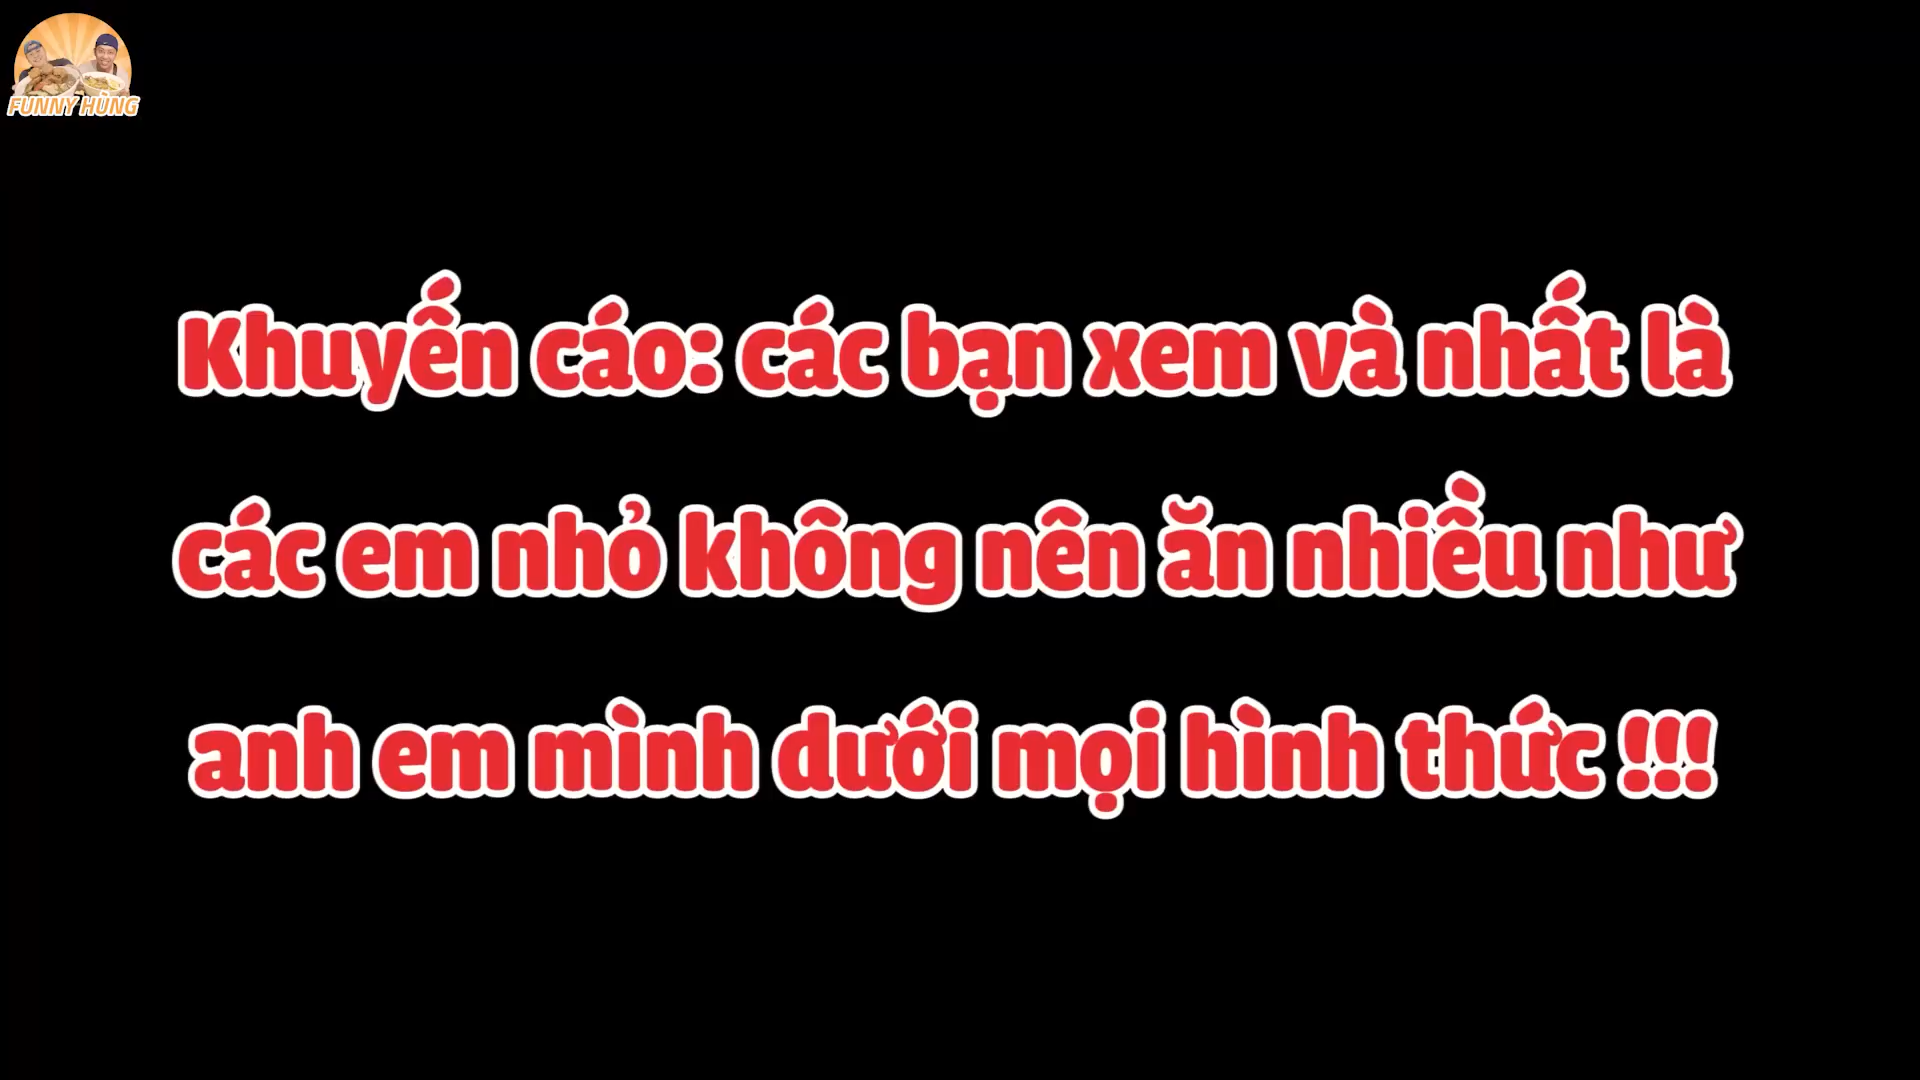 FUNNY HÙNG
Khuyến cáo: các bạn xem và nhất là
các em nhỏ không nên ăn nhiều như
anh em mình dưới mọi hình thức !!!